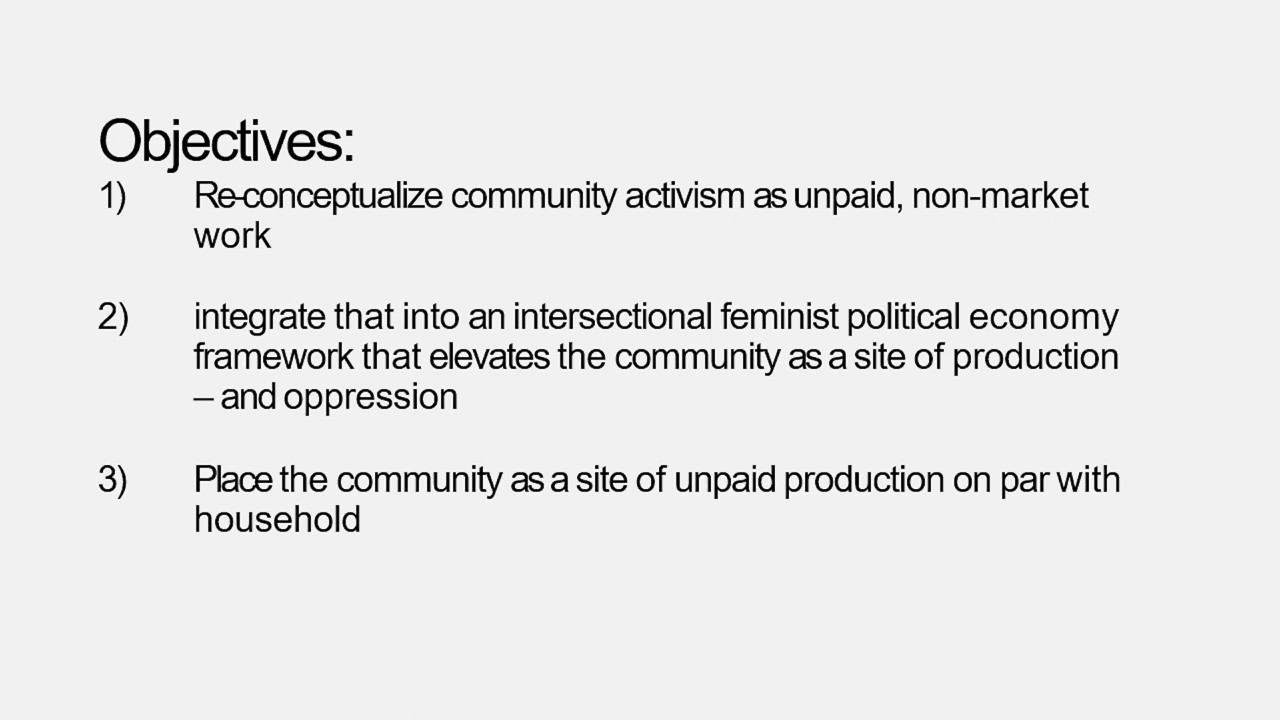 Objectives:
1) Re-conceptualize community activism as unpaid, non-market
work
2) integrate that into an intersectional feminist political economy
framework that elevates the community as a site of production
– and oppression
3) Place the community as a site of unpaid production on par with
household